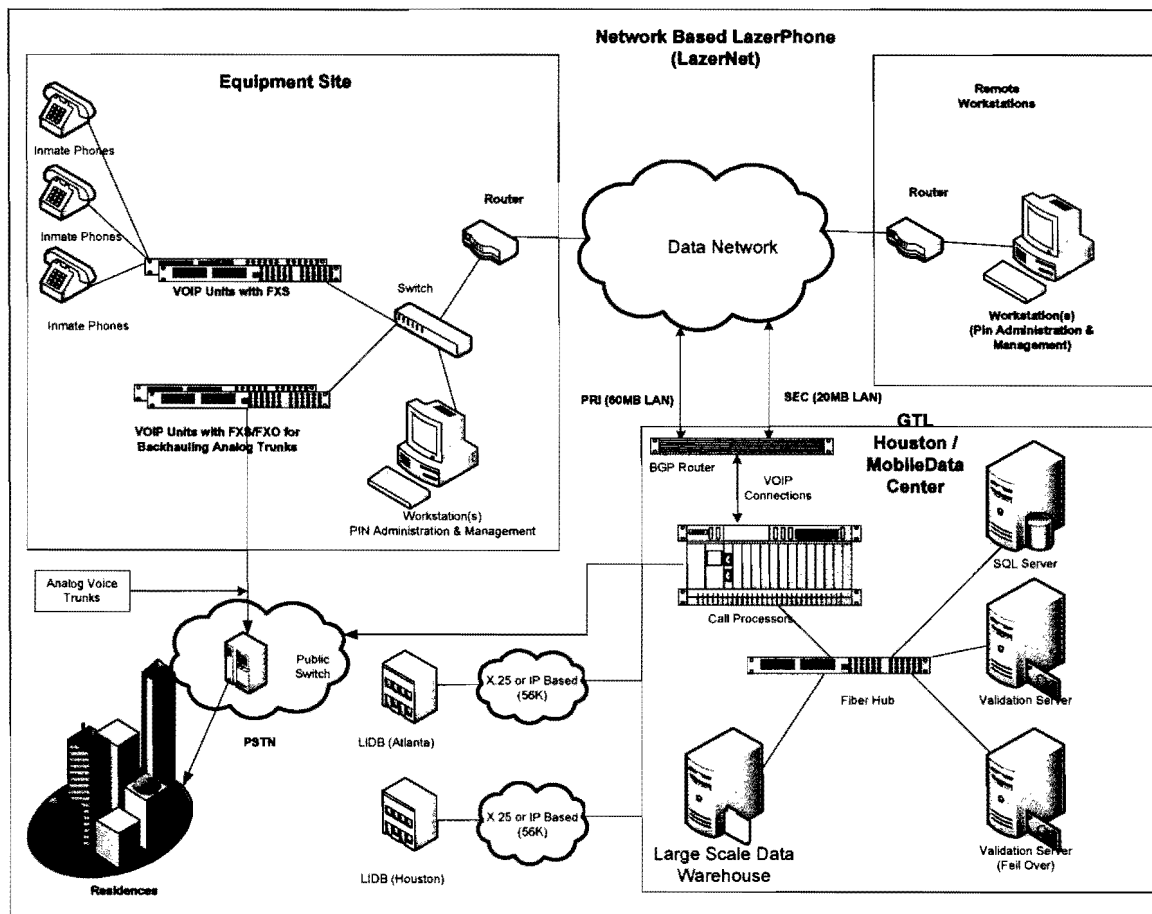 Network Based LazerPhone
(LazerNet)
Equipment Site
Inmate Phones
Inmate Phones
Inmate Phones
VOIP Units with FXS
Switch
Router
VOIP Units with FXS/FXO for
Backhauling Analog Trunks
Workstation(s)
PIN Administration & Management
Data Network
Remote
Workstations
Router
Workstation(s)
(Pin Administration &
Management)
PRI (60MB LAN)
SEC (20MB LAN)
GTL
Houston /
MobileData
Center
BGP Router
VOIP
Connections
Call Processors
SQL Server
Fiber Hub
Validation Server
Validation Server
(Feil Over)
Large Scale Data
Warehouse
Analog Voice
Trunks
Public
Switch
PSTN
Residences
LIDB (Atlanta)
X.25 or IP Based
(56K)
LIDB (Houston)
X.25 or IP Based
(56K)